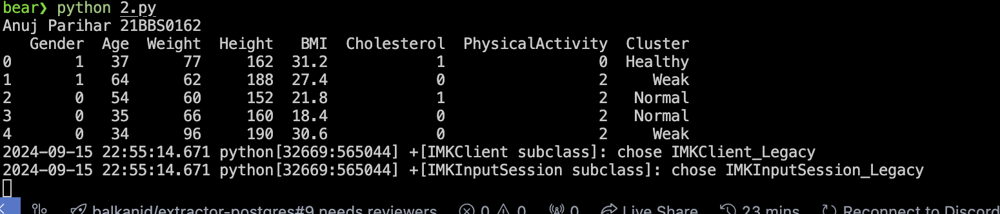 bear❯ python 2.py
Anuj Parihar 21BBS0162
   Gender  Age  Weight  Height   BMI  Cholesterol  PhysicalActivity  Cluster
0       1   37      77     162  31.2            1                 0  Healthy
1       1   64      62     188  27.4            0                 2     Weak
2       0   54      60     152  21.8            1                 2   Normal
3       0   35      66     160  18.4            0                 2   Normal
4       0   34      96     190  30.6            0                 2     Weak
2024-09-15 22:55:14.671 python[32669:565044] +[IMKClient subclass]: chose IMKClient_Legacy
2024-09-15 22:55:14.671 python[32669:565044] +[IMKInputSession subclass]: chose IMKInputSession_Legacy
balkanid/extractor-postgres#9 needs reviewers 0 0 0 Live Share 23 mins Reconnect to Discord